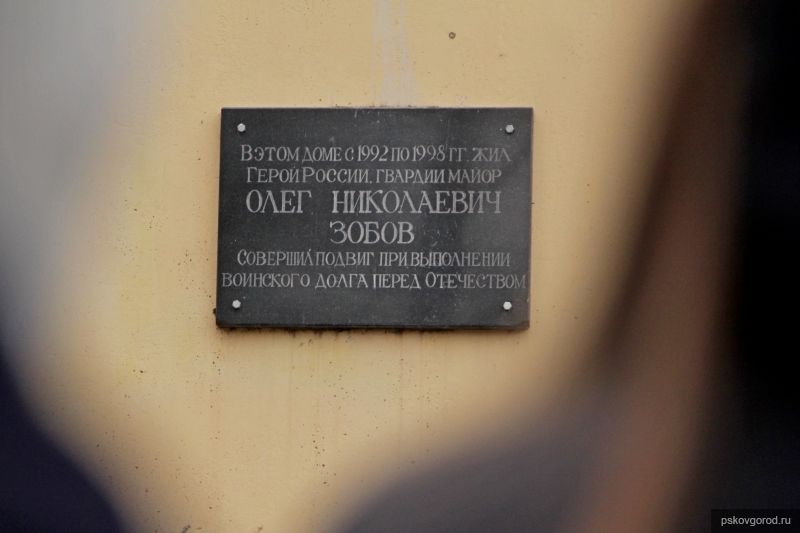 В ЭТОМ ДОМЕ С 1992 ПО 1998 ГГ. ЖИЛ
ГЕРОЙ РОССИИ, ГВАРДИИ МАЙОР
ОЛЕГ НИКОЛАЕВИЧ
ЗОБОВ
СОВЕРШИЛ ПОДВИГ ПРИ ВЫПОЛНЕНИИ
ВОИНСКОГО ДОЛГА ПЕРЕД ОТЕЧЕСТВОМ
pskovgorod.ru